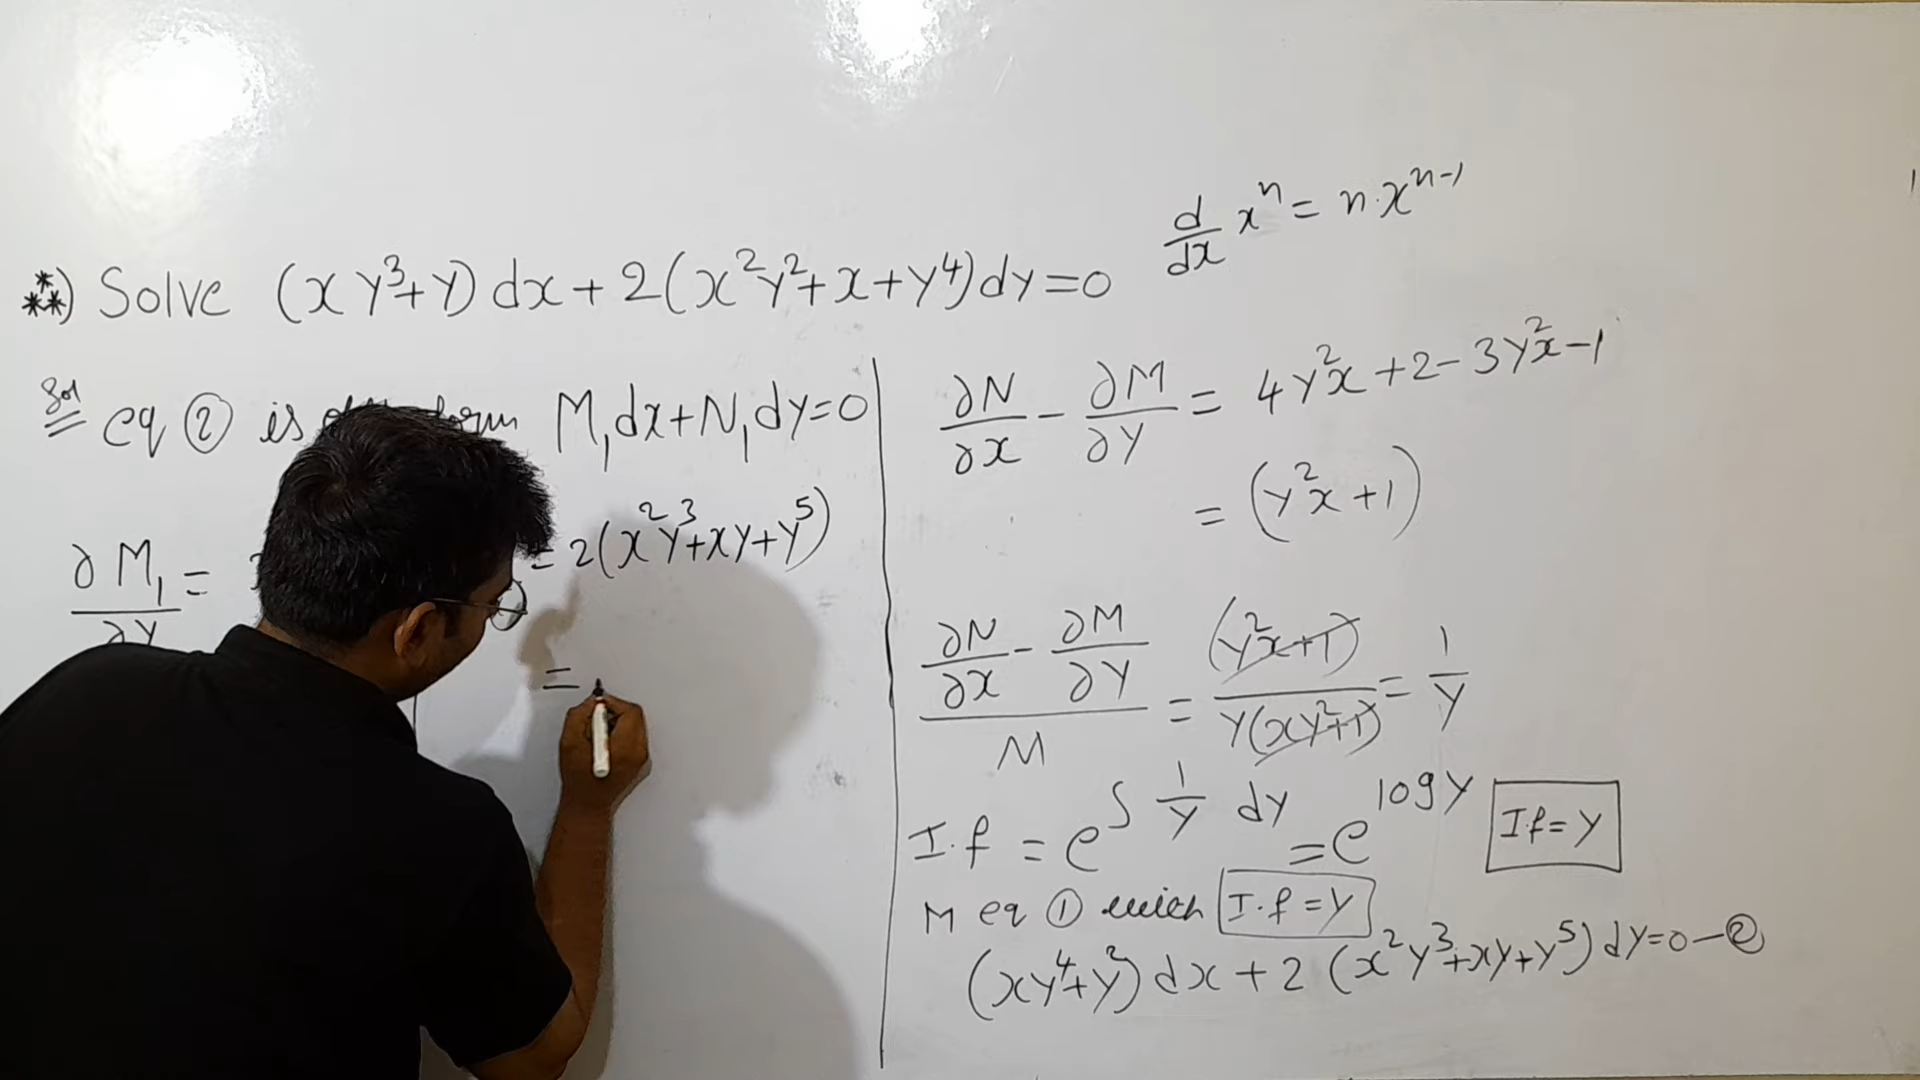 d/dx x^n = n·x^(n-1)
⁂) Solve (xy³+y)dx+2(x²y²+x+y⁴)dy=0
Sol eq ② is form M₁dx+N₁dy=0
∂M₁/∂y =
= 2(x²y³+xy+y⁵)
=
∂N/∂x - ∂M/∂y = 4y²x+2-3y²x-1
= (y²x+1)
(∂N/∂x - ∂M/∂y)/M = (y²x+1)/(y(xy²+1)) = 1/y
I.f = e^(∫ 1/y dy) = e^(log y) I.f=y
M eq ① with I.f=y
(xy⁴+y²)dx+2(x²y³+xy+y⁵)dy=0-②